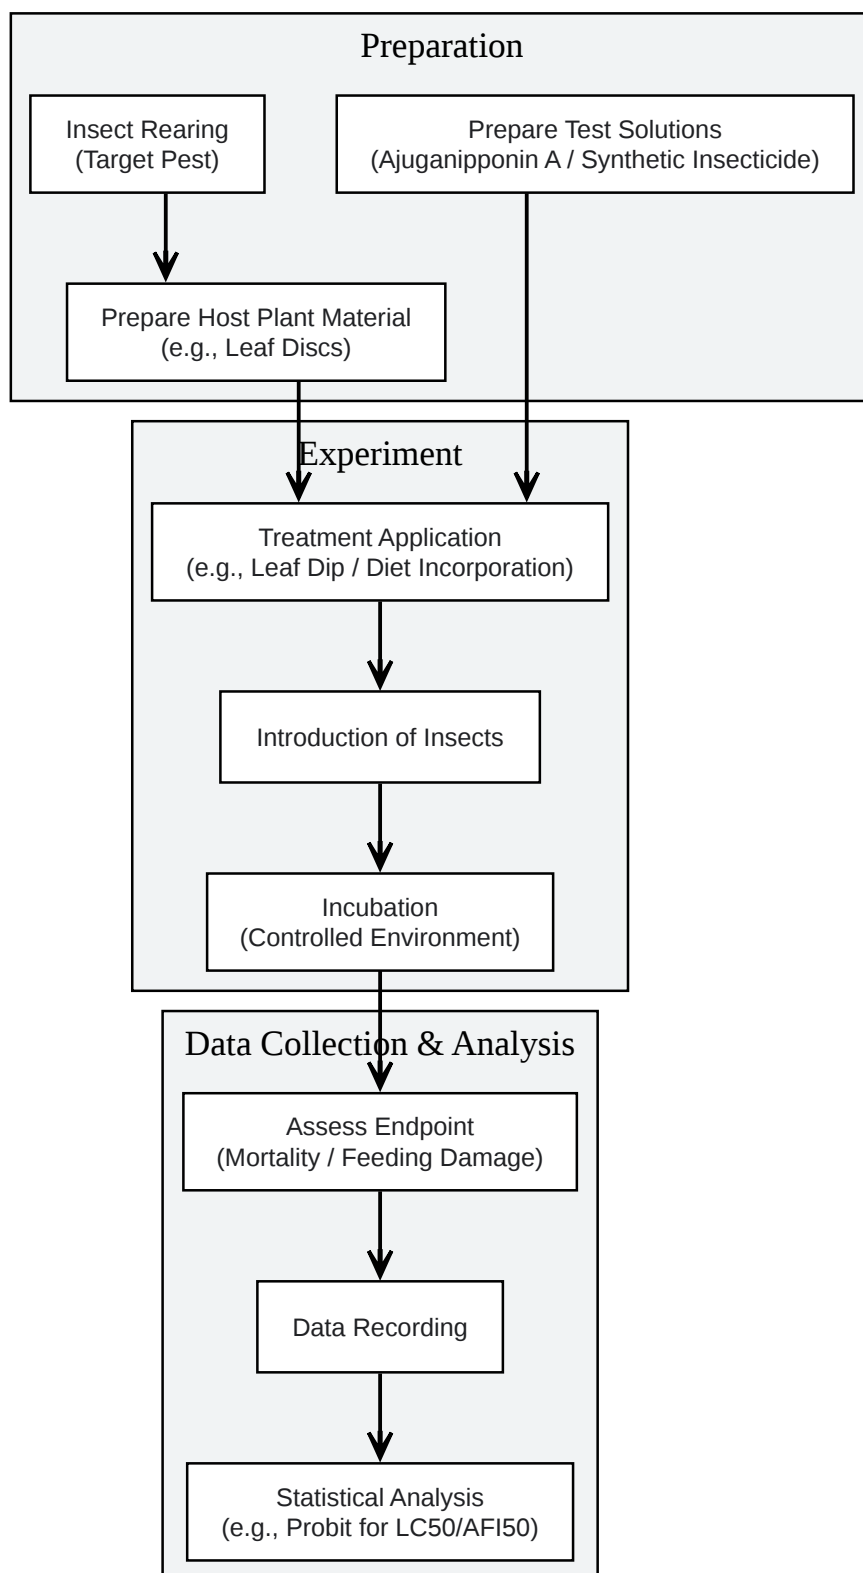 Preparation
Insect Rearing
(Target Pest)
Prepare Test Solutions
(Ajuganipponin A / Synthetic Insecticide)
Prepare Host Plant Material
(e.g., Leaf Discs)
Experiment
Treatment Application
(e.g., Leaf Dip / Diet Incorporation)
Introduction of Insects
Incubation
(Controlled Environment)
Data Collection & Analysis
Assess Endpoint
(Mortality / Feeding Damage)
Data Recording
Statistical Analysis
(e.g., Probit for LC50/AFI50)